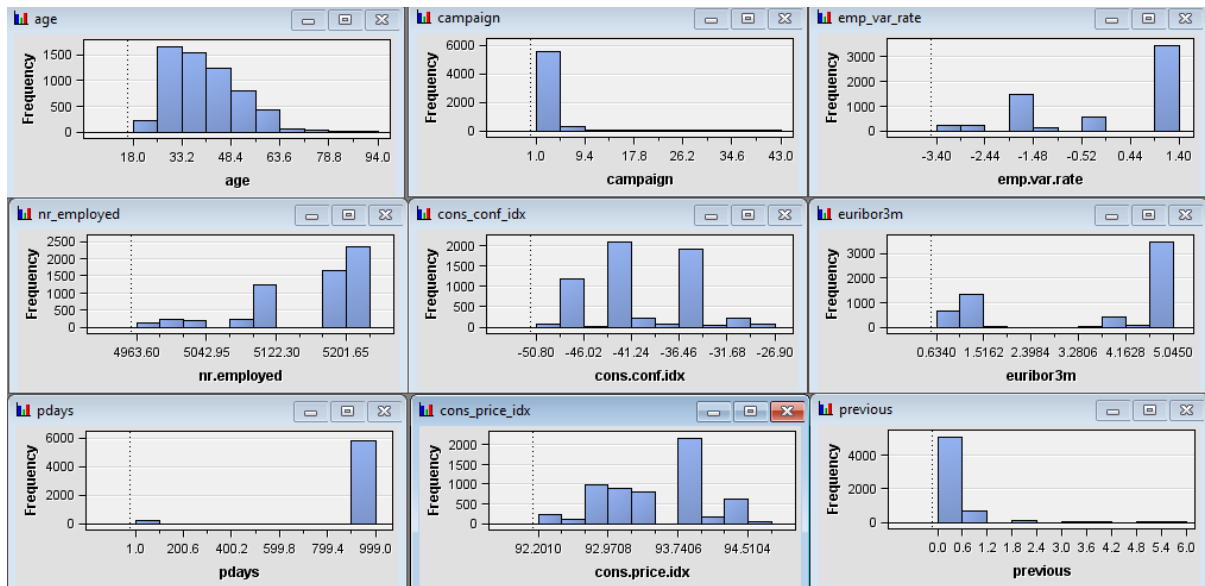 age
Frequency
1500
1000
500
0
18.0 33.2 48.4 63.6 78.8 94.0
age
campaign
Frequency
6000
4000
2000
0
1.0 9.4 17.8 26.2 34.6 43.0
campaign
emp_var_rate
Frequency
3000
2000
1000
0
-3.40 -2.44 -1.48 -0.52 0.44 1.40
emp.var.rate
nr_employed
Frequency
2500
2000
1500
1000
500
0
4963.60 5042.95 5122.30 5201.65
nr.employed
cons_conf_idx
Frequency
2000
1500
1000
500
0
-50.80 -46.02 -41.24 -36.46 -31.68 -26.90
cons.conf.idx
euribor3m
Frequency
3000
2000
1000
0
0.6340 1.5162 2.3984 3.2806 4.1628 5.0450
euribor3m
pdays
Frequency
6000
4000
2000
0
1.0 200.6 400.2 599.8 799.4 999.0
pdays
cons_price_idx
Frequency
2000
1500
1000
500
0
92.2010 92.9708 93.7406 94.5104
cons.price.idx
previous
Frequency
4000
2000
0
0.0 0.6 1.2 1.8 2.4 3.0 3.6 4.2 4.8 5.4 6.0
previous